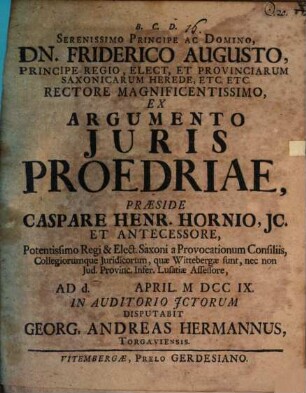 B. C. D.
SERENISSIMO PRINCIPE AC DOMINO,
DN. FRIDERICO AUGUSTO,
PRINCIPE REGIO, ELECT. ET PROVINCIARUM
SAXONICARUM HEREDE, ETC ETC
RECTORE MAGNIFICENTISSIMO,
EX
ARGUMENTO
JURIS
PROEDRIAE,
PRÆSIDE
CASPARE HENR. HORNIO, JC.
ET ANTECESSORE,
Potentissimo Regi & Elect. Saxoni a Provocationum Consiliis,
Collegiorumque Juridicorum, quæ Wittebergæ sunt, nec non
Jud. Provinc. Infer. Lusatiæ Assessore,
AD d. APRIL. M DCC IX.
IN AUDITORIO JCTORUM
DISPUTABIT
GEORG. ANDREAS HERMANNUS,
TORGAVIENSIS.
VITEMBERGÆ, PRELO GERDESIANO.